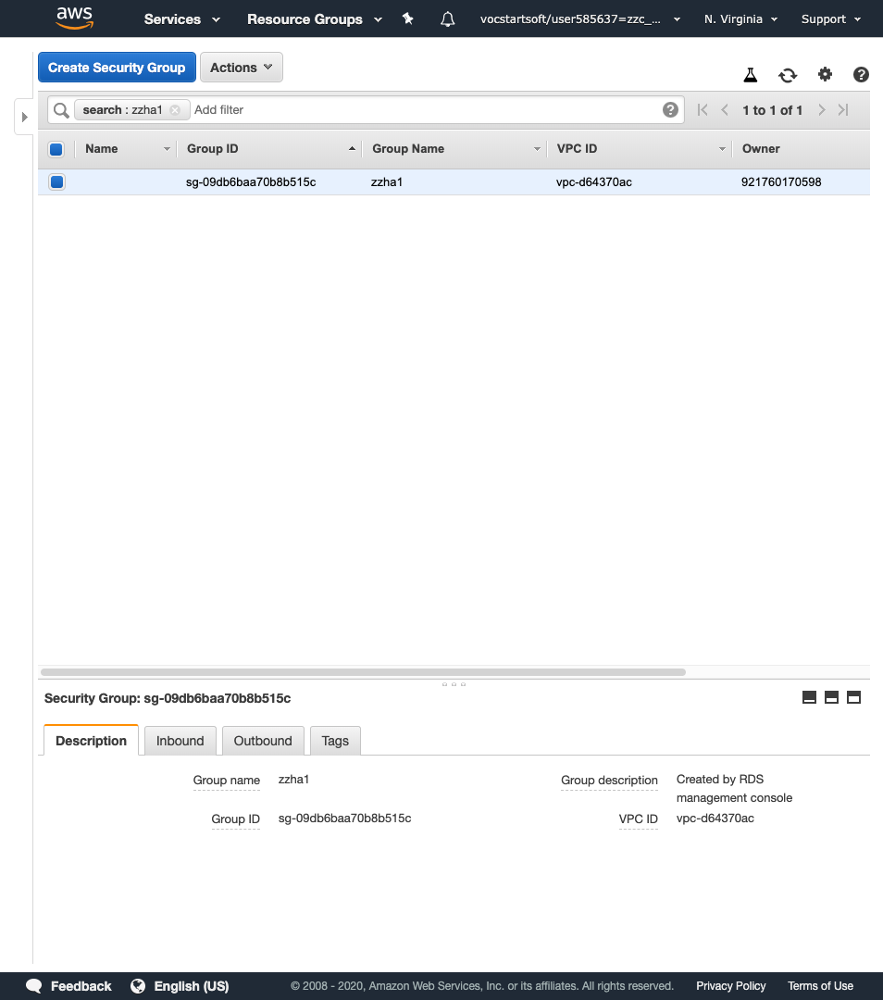 aws Services Resource Groups vocstartsoft/user585637=zzc_... N. Virginia Support
Create Security Group Actions
search : zzha1 Add filter 1 to 1 of 1
Name Group ID Group Name VPC ID Owner
sg-09db6baa70b8b515c zzha1 vpc-d64370ac 921760170598
Security Group: sg-09db6baa70b8b515c
Description Inbound Outbound Tags
Group name zzha1 Group description Created by RDS
management console
Group ID sg-09db6baa70b8b515c VPC ID vpc-d64370ac
Feedback English (US) © 2008 - 2020, Amazon Web Services, Inc. or its affiliates. All rights reserved. Privacy Policy Terms of Use